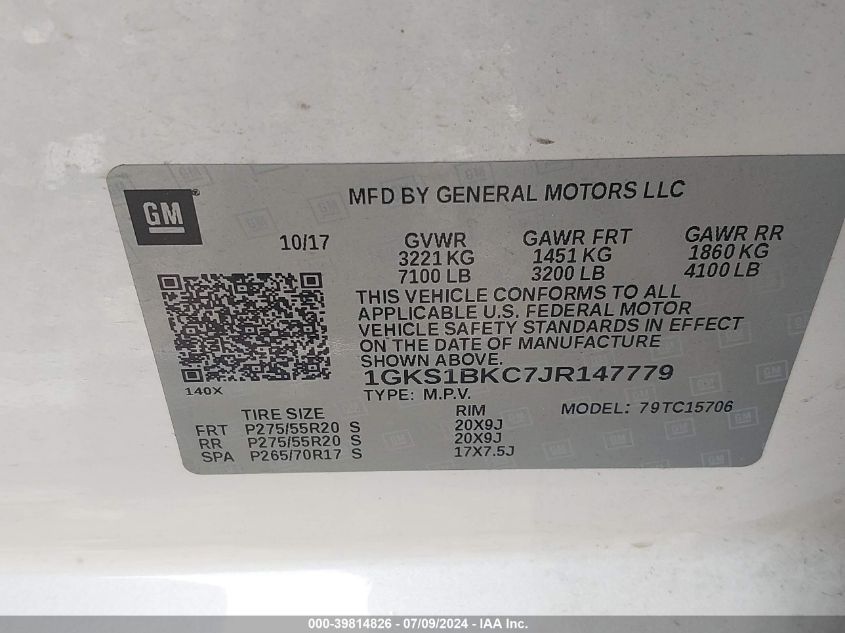 GM ®
MFD BY GENERAL MOTORS LLC
10/17 GVWR GAWR FRT GAWR RR
3221 KG 1451 KG 1860 KG
7100 LB 3200 LB 4100 LB
THIS VEHICLE CONFORMS TO ALL
APPLICABLE U.S. FEDERAL MOTOR
VEHICLE SAFETY STANDARDS IN EFFECT
ON THE DATE OF MANUFACTURE
SHOWN ABOVE.
140X
1GKS1BKC7JR147779
TYPE: M.P.V. MODEL: 79TC15706
TIRE SIZE RIM
FRT P275/55R20 S 20X9J
RR P275/55R20 S 20X9J
SPA P265/70R17 S 17X7.5J
000-39814826 - 07/09/2024 - IAA Inc.